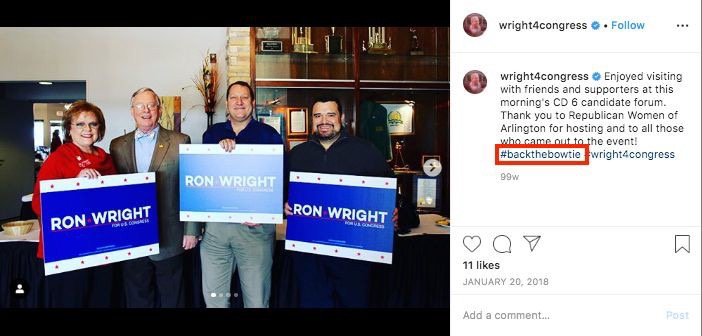 RON★WRIGHT
FOR U.S. CONGRESS
RON WRIGHT
FOR U.S. CONGRESS
RON★WRIGHT
FOR U.S. CONGRESS
wright4congress • Follow
wright4congress Enjoyed visiting
with friends and supporters at this
morning's CD 6 candidate forum.
Thank you to Republican Women of
Arlington for hosting and to all those
who came out to the event!
#backthebowtie #wright4congress
99w
11 likes
JANUARY 20, 2018
Add a comment...
Post